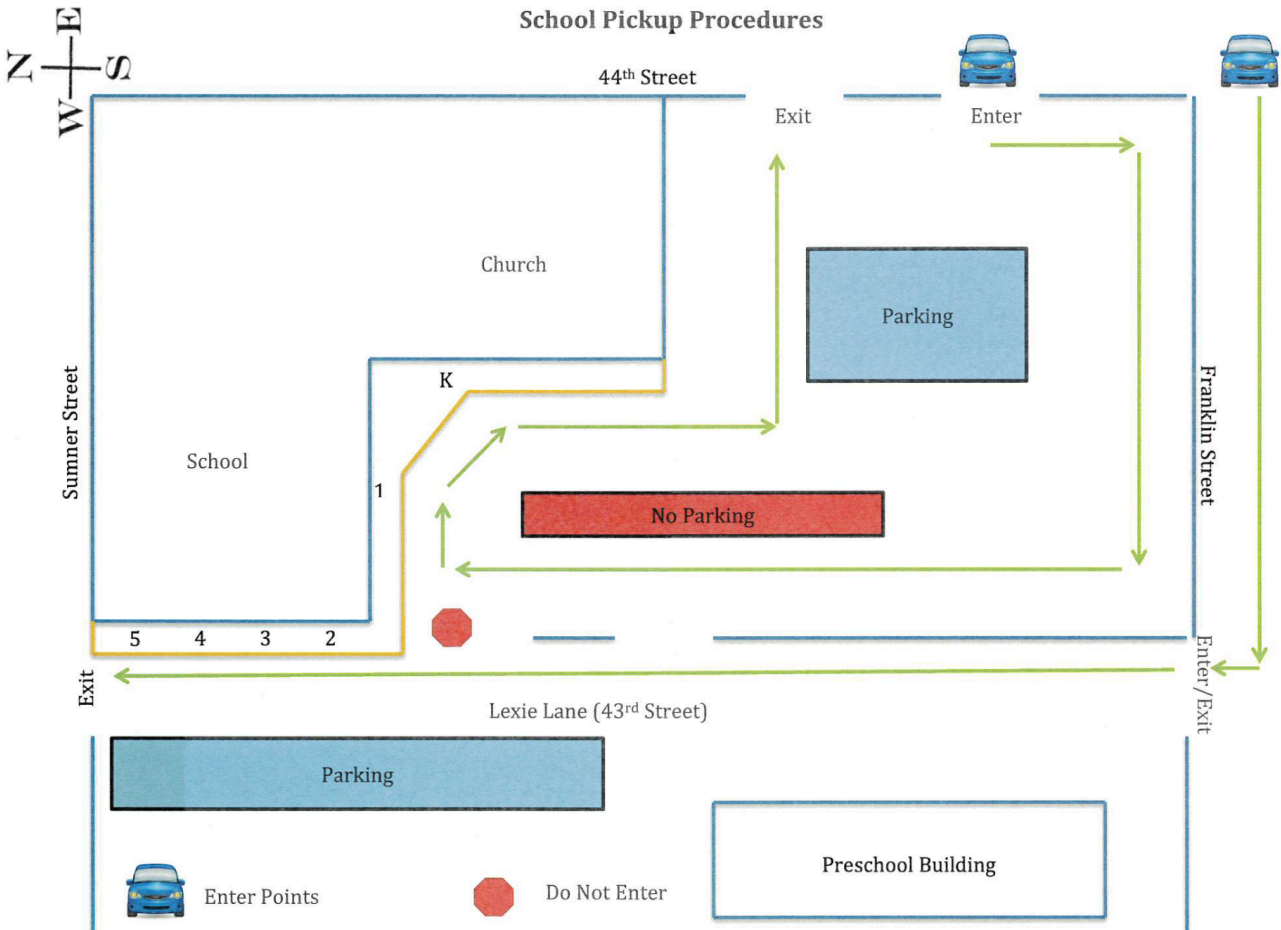 School Pickup Procedures
E
N S
W
44th Street
Exit Enter
Church
Parking
K
Sumner Street
School
1
Franklin Street
No Parking
5 4 3 2
Exit
Enter/Exit
Lexie Lane (43rd Street)
Parking
Preschool Building
Enter Points
Do Not Enter